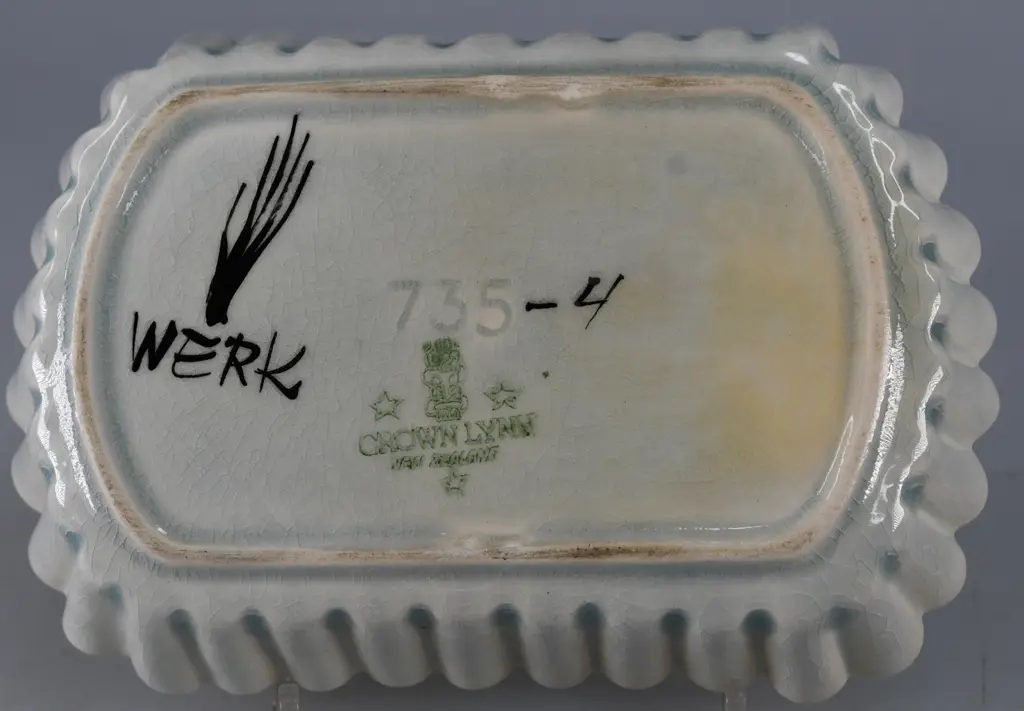 735-4
WERK
CROWN LYNN
NEW ZEALAND